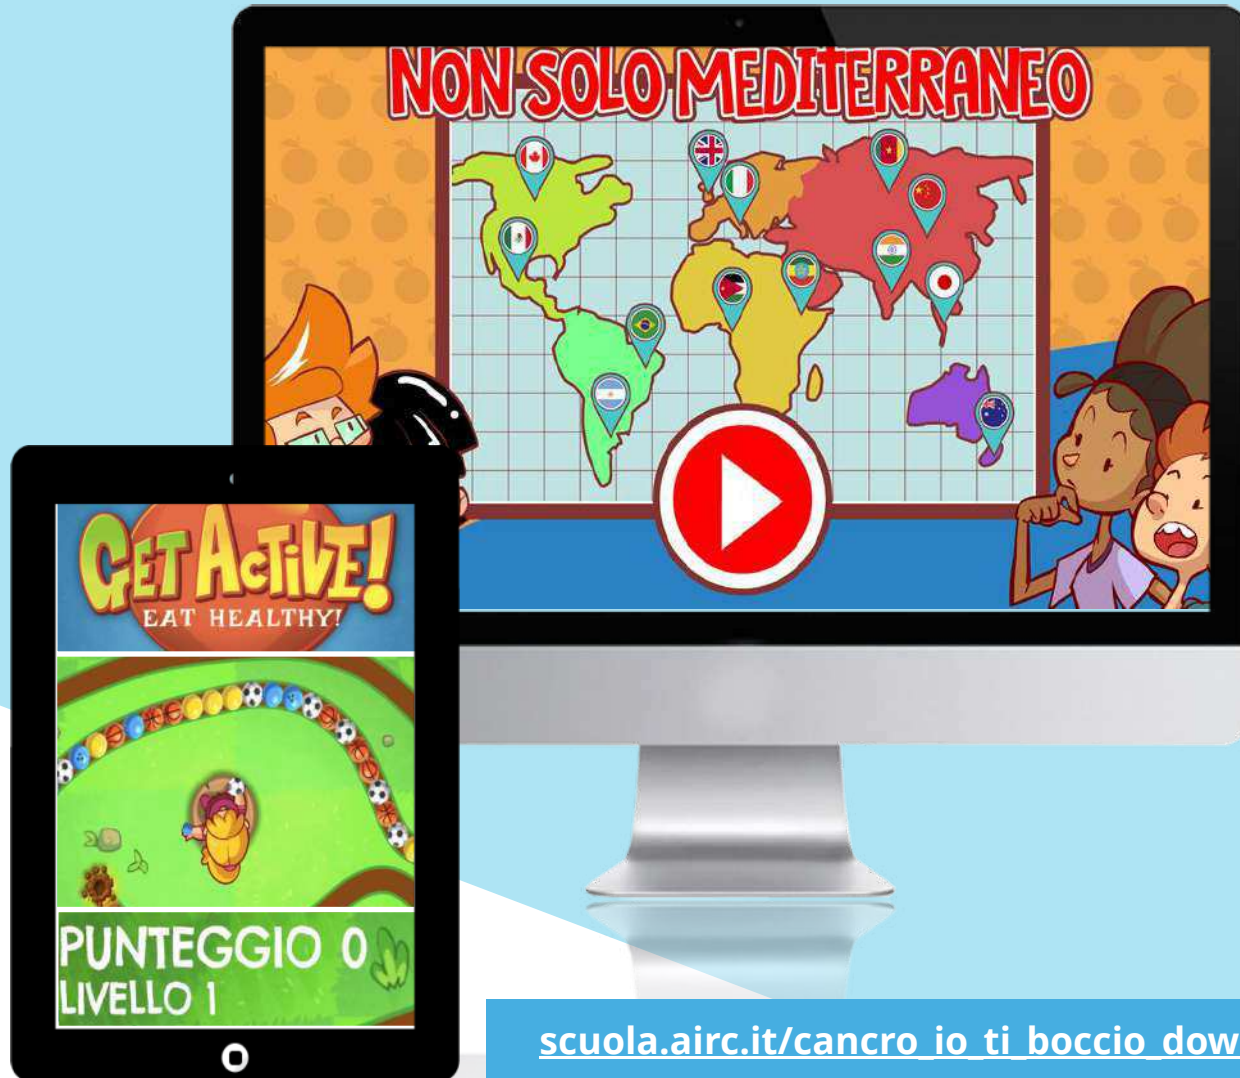 NON SOLO MEDITERRANEO
GET ACTIVE!
EAT HEALTHY!
PUNTEGGIO 0
LIVELLO 1
scuola.airc.it/cancro_io_ti_boccio_dow